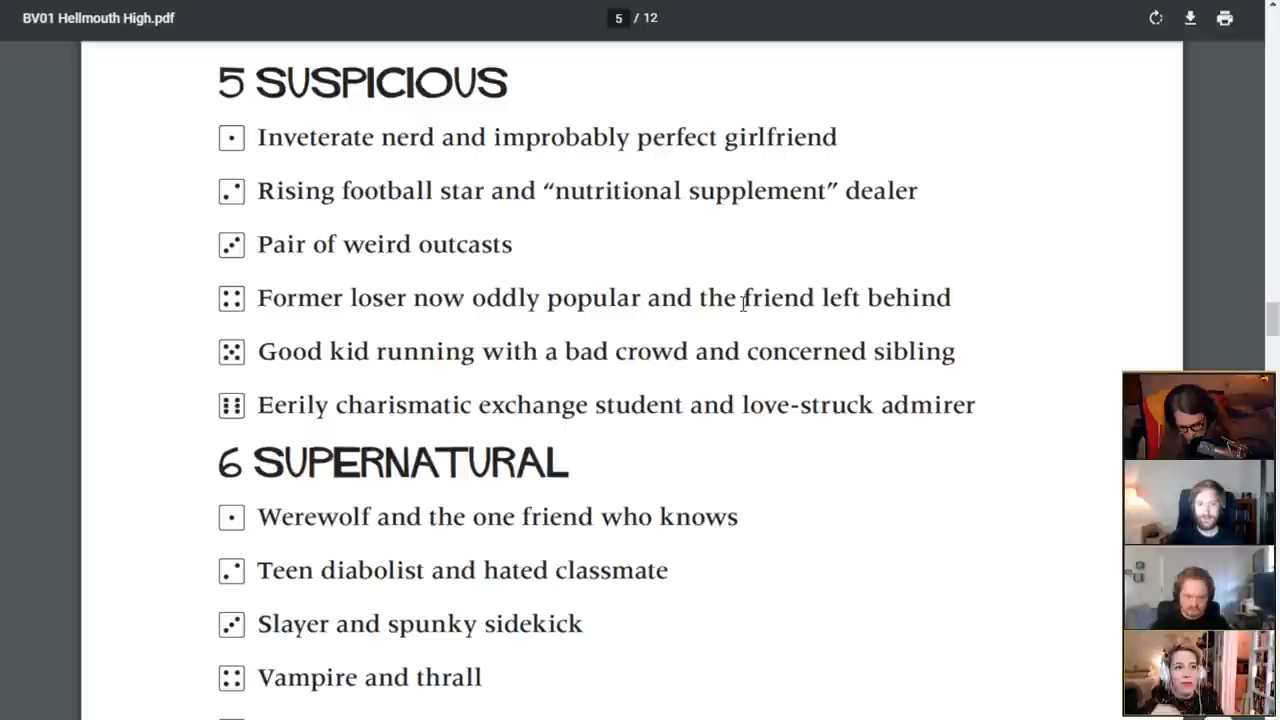 BV01 Hellmouth High.pdf
5 / 12
5 SUSPICIOUS
Inveterate nerd and improbably perfect girlfriend
Rising football star and “nutritional supplement” dealer
Pair of weird outcasts
Former loser now oddly popular and the friend left behind
Good kid running with a bad crowd and concerned sibling
Eerily charismatic exchange student and love-struck admirer
6 SUPERNATURAL
Werewolf and the one friend who knows
Teen diabolist and hated classmate
Slayer and spunky sidekick
Vampire and thrall